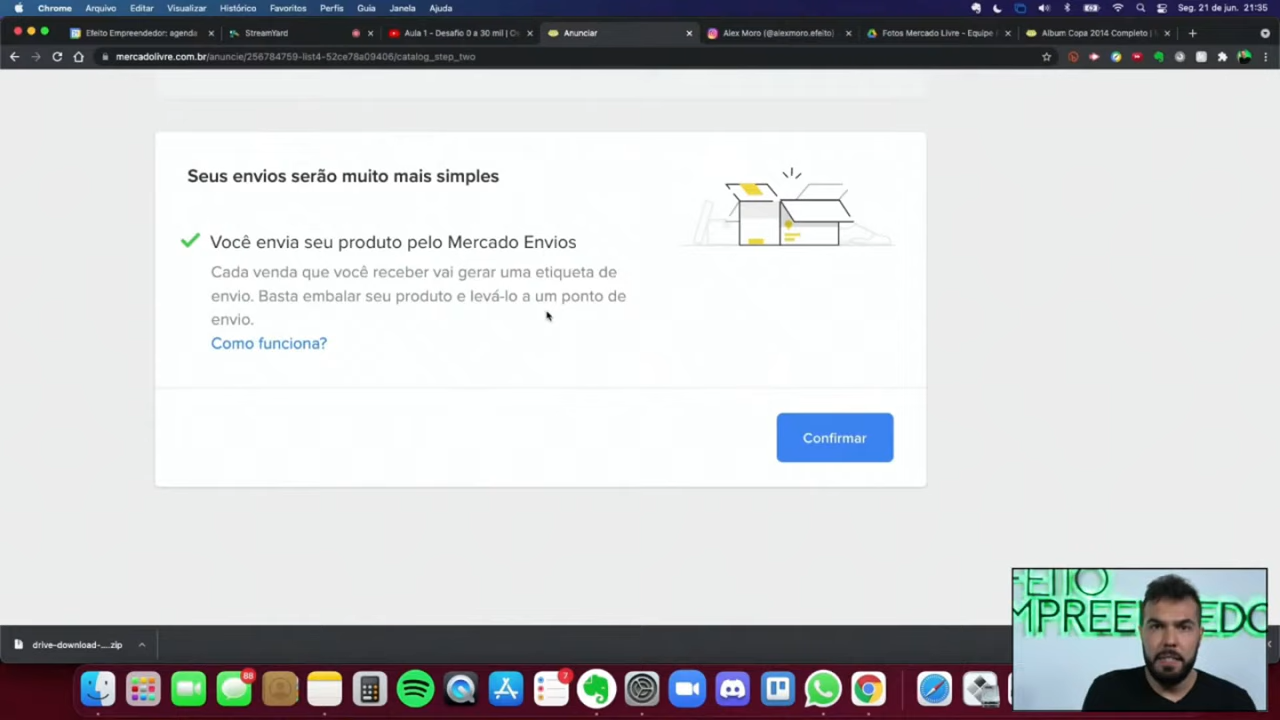 Chrome Arquivo Editar Visualizar Histórico Favoritos Perfis Guia Janela Ajuda Seg. 21 de jun. 21:35
Efeito Empreendedor: agenda StreamYard Aula 1 - Desafio 0 a 30 mil | O Anunciar Alex Moro (@alexmoro.efeito) Fotos Mercado Livre - Equipe Album Copa 2014 Completo |
mercadolivre.com.br/anuncie/256784759-list4-52ce78a09406/catalog_step_two
Seus envios serão muito mais simples
Você envia seu produto pelo Mercado Envios
Cada venda que você receber vai gerar uma etiqueta de
envio. Basta embalar seu produto e levá-lo a um ponto de
envio.
Como funciona?
Confirmar
EFEITO
EMPREENDEDO
drive-download-....zip
88
7